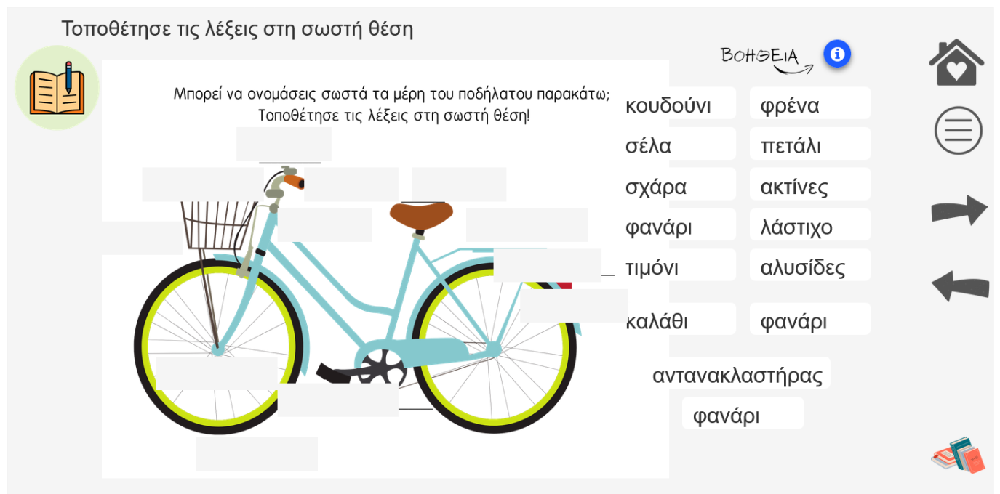 Τοποθέτησε τις λέξεις στη σωστή θέση
ΒΟΗΘΕΙΑ
Μπορεί να ονομάσεις σωστά τα μέρη του ποδήλατου παρακάτω;
Τοποθέτησε τις λέξεις στη σωστή θέση!
κουδούνι φρένα
σέλα πετάλι
σχάρα ακτίνες
φανάρι λάστιχο
τιμόνι αλυσίδες
καλάθι φανάρι
αντανακλαστήρας
φανάρι